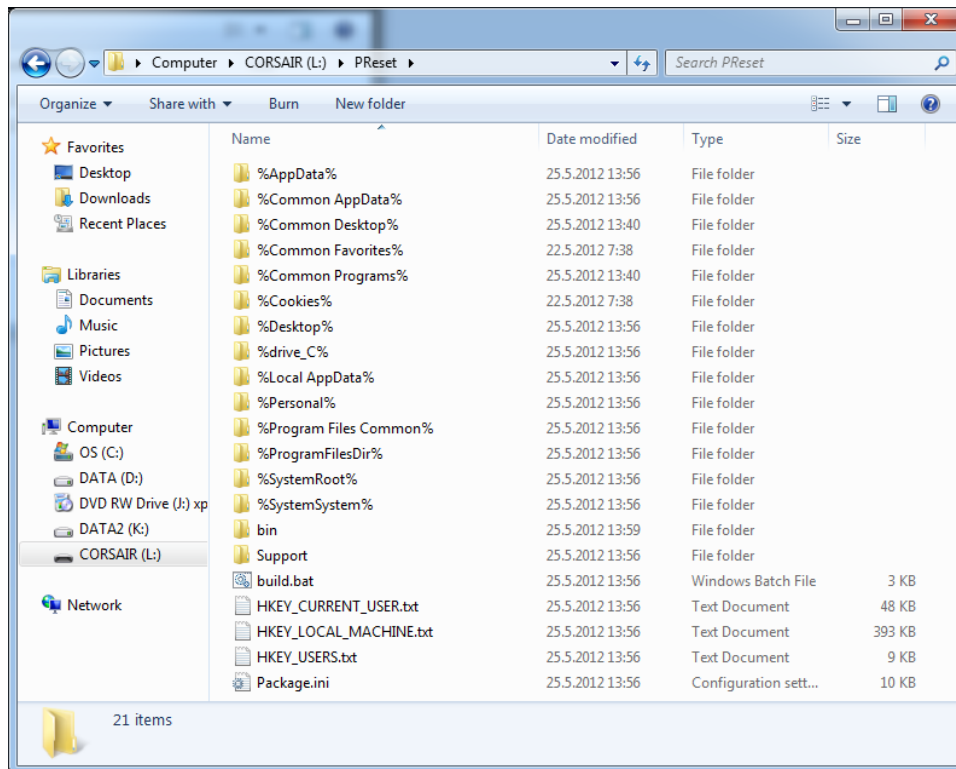 Computer CORSAIR (L:) PReset
Search PReset
Organize Share with Burn New folder
Favorites
Desktop
Downloads
Recent Places
Libraries
Documents
Music
Pictures
Videos
Computer
OS (C:)
DATA (D:)
DVD RW Drive (J:) xp
DATA2 (K:)
CORSAIR (L:)
Network
Name Date modified Type Size
%AppData% 25.5.2012 13:56 File folder
%Common AppData% 25.5.2012 13:56 File folder
%Common Desktop% 25.5.2012 13:40 File folder
%Common Favorites% 22.5.2012 7:38 File folder
%Common Programs% 25.5.2012 13:40 File folder
%Cookies% 22.5.2012 7:38 File folder
%Desktop% 25.5.2012 13:56 File folder
%drive_C% 25.5.2012 13:56 File folder
%Local AppData% 25.5.2012 13:56 File folder
%Personal% 25.5.2012 13:56 File folder
%Program Files Common% 25.5.2012 13:56 File folder
%ProgramFilesDir% 25.5.2012 13:56 File folder
%SystemRoot% 25.5.2012 13:56 File folder
%SystemSystem% 25.5.2012 13:56 File folder
bin 25.5.2012 13:59 File folder
Support 25.5.2012 13:56 File folder
build.bat 25.5.2012 13:56 Windows Batch File 3 KB
HKEY_CURRENT_USER.txt 25.5.2012 13:56 Text Document 48 KB
HKEY_LOCAL_MACHINE.txt 25.5.2012 13:56 Text Document 393 KB
HKEY_USERS.txt 25.5.2012 13:56 Text Document 9 KB
Package.ini 25.5.2012 13:56 Configuration sett... 10 KB
21 items